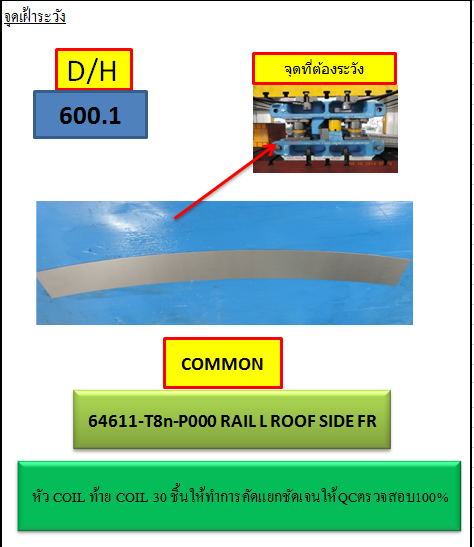 จุดเฝ้าระวัง
D/H
จุดที่ต้องระวัง
600.1
COMMON
64611-T8n-P000 RAIL L ROOF SIDE FR
หัว COIL ท้าย COIL 30 ชิ้นให้ทำการคัดแยกชัดเจนให้QCตรวจสอบ100%